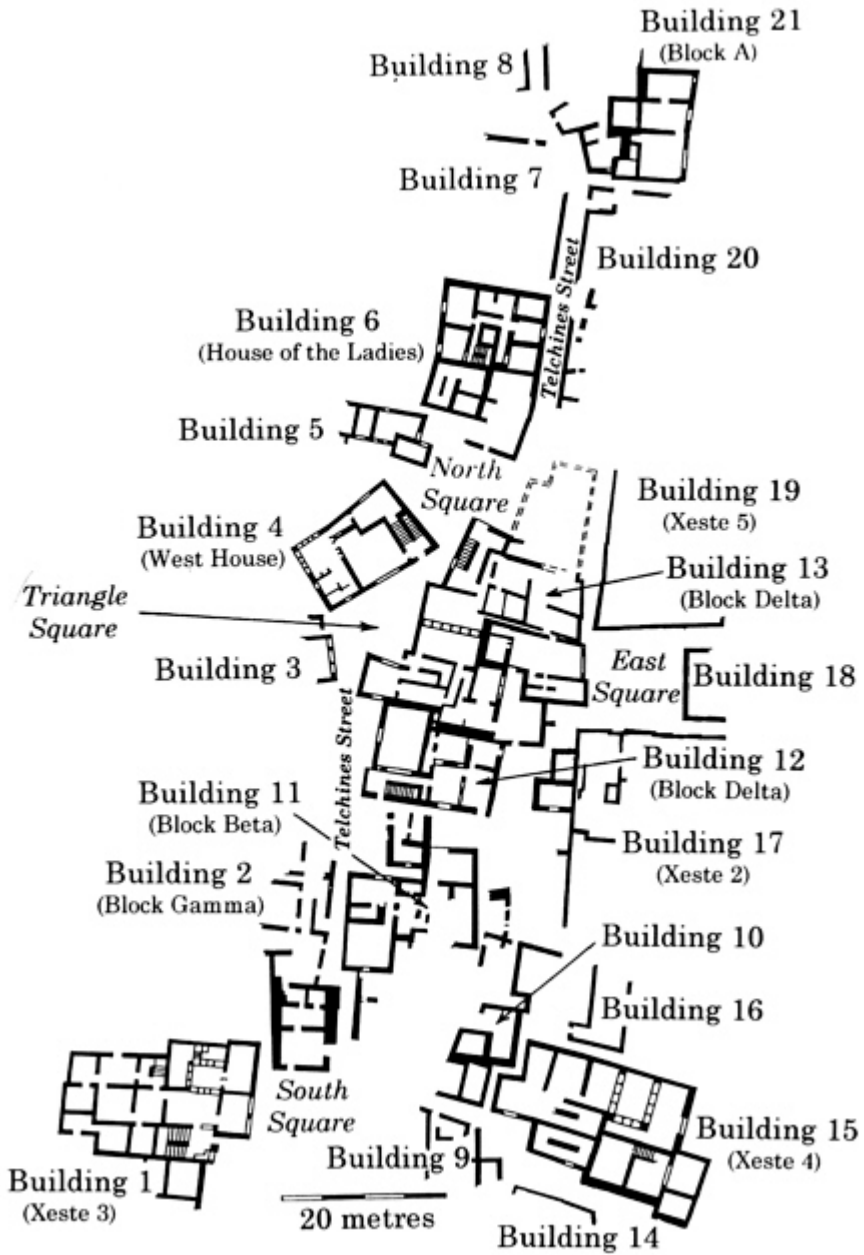 Building 21
(Block A)
Building 8
Building 7
Building 20
Telchines Street
Building 6
(House of the Ladies)
Building 5
North
Square
Building 19
(Xeste 5)
Building 4
(West House)
Building 13
(Block Delta)
Triangle
Square
East
Square
Building 18
Building 3
Telchines Street
Building 12
(Block Delta)
Building 11
(Block Beta)
Building 17
(Xeste 2)
Building 2
(Block Gamma)
Building 10
Building 16
South
Square
Building 15
(Xeste 4)
Building 9
Building 1
(Xeste 3)
20 metres
Building 14